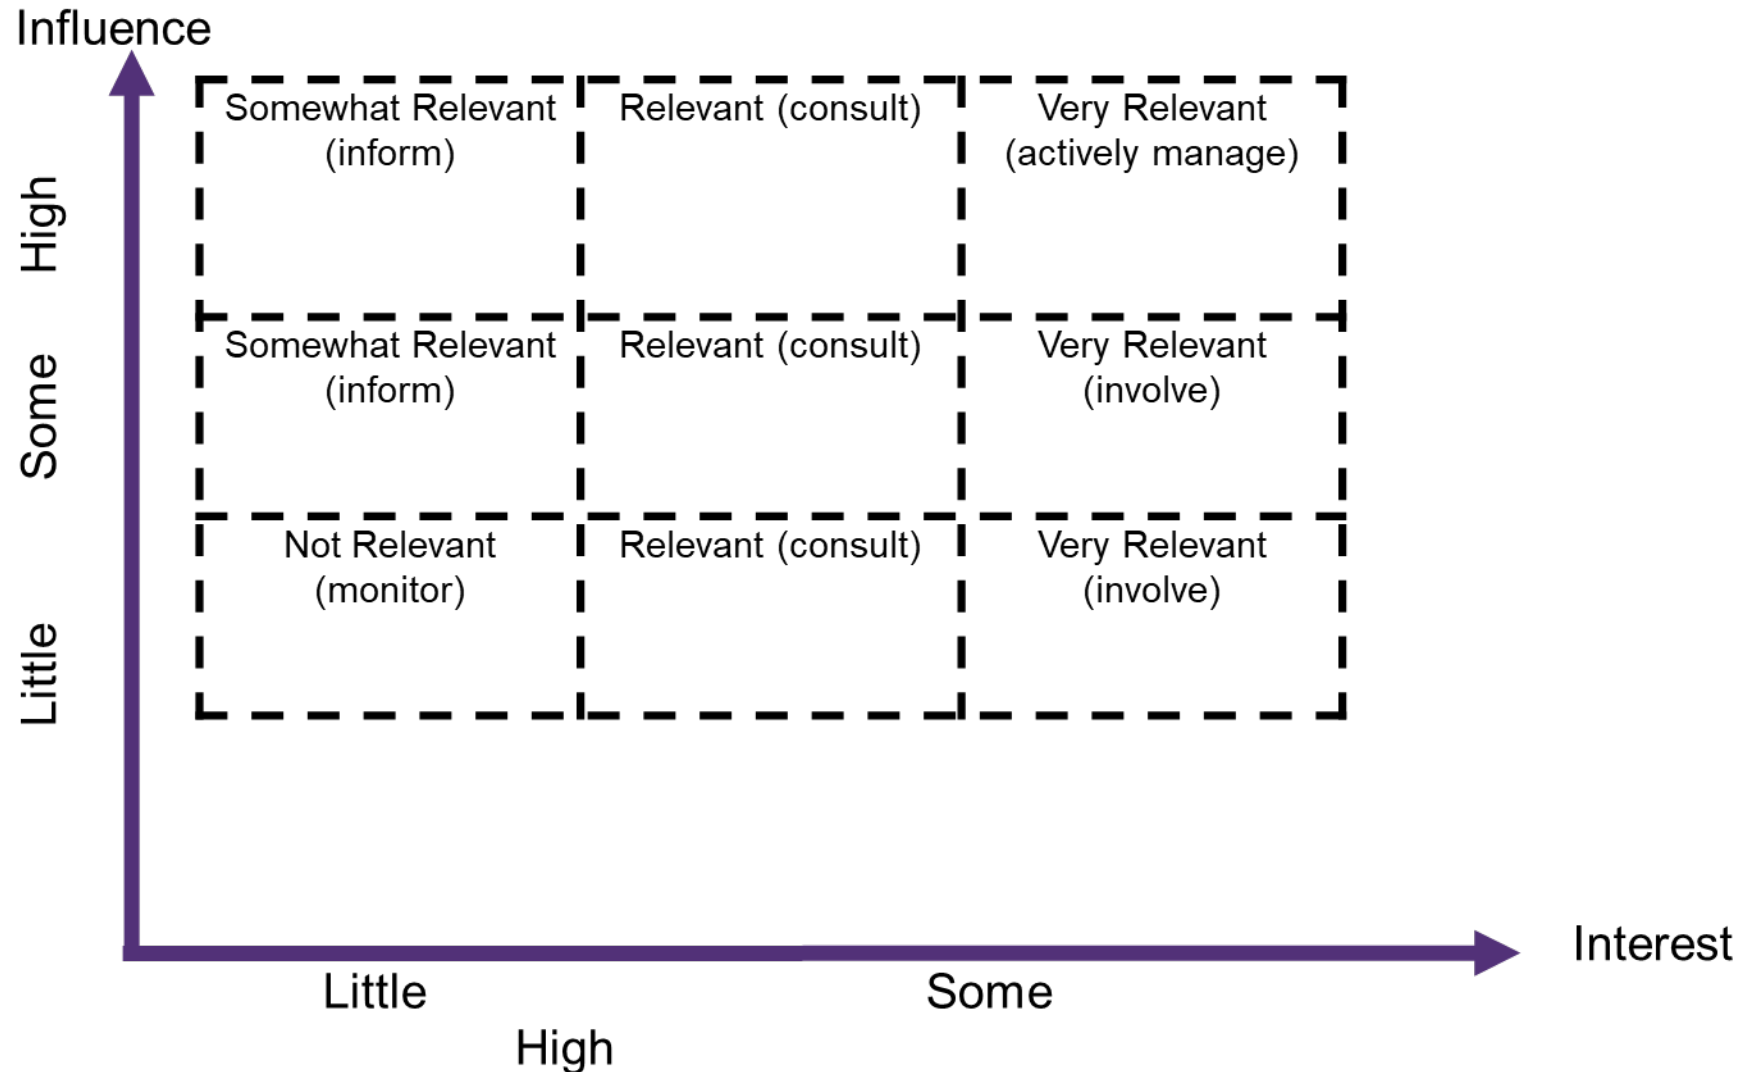 Influence
High
Somewhat Relevant
(inform)
Relevant (consult)
Very Relevant
(actively manage)
Some
Somewhat Relevant
(inform)
Relevant (consult)
Very Relevant
(involve)
Little
Not Relevant
(monitor)
Relevant (consult)
Very Relevant
(involve)
Interest
Little
Some
High